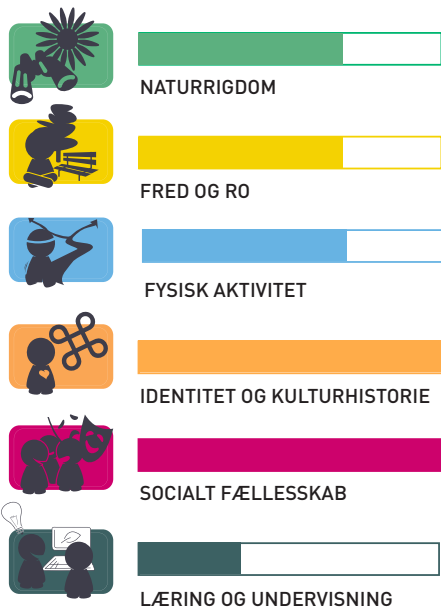 NATURRIGDOM
FRED OG RO
FYSISK AKTIVITET
IDENTITET OG KULTURHISTORIE
SOCIALT FÆLLESSKAB
LÆRING OG UNDERVISNING